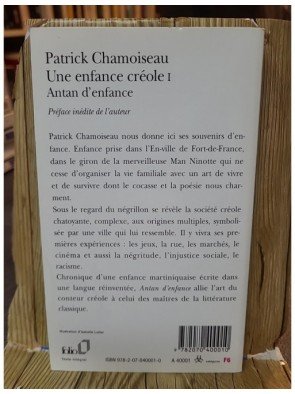 Patrick Chamoiseau
Une enfance créole I
Antan d'enfance
Préface inédite de l'auteur
Patrick Chamoiseau nous donne ici ses souvenirs d'en-
fance. Enfance prise dans l'En-ville de Fort-de-France,
dans le giron de la merveilleuse Man Ninotte qui ne
cesse d'organiser la vie familiale avec un art de vivre
et de survivre dont le cocasse et la poésie nous char-
ment.
Sous le regard du négrillon se révèle la société créole
chatoyante, complexe, aux origines multiples, symboli-
sée par une ville qui lui ressemble. Il y vivra ses pre-
mières expériences : les jeux, la rue, les marchés, le
cinéma et aussi la négritude, l'injustice sociale, le
racisme.
Chronique d'une enfance martiniquaise écrite dans
une langue réinventée, Antan d'enfance allie l'art du
conteur créole à celui des maîtres de la littérature
classique.
folio
Texte intégral
9 782070 400010
ISBN 978-2-07-040001-0
A 40001
F6